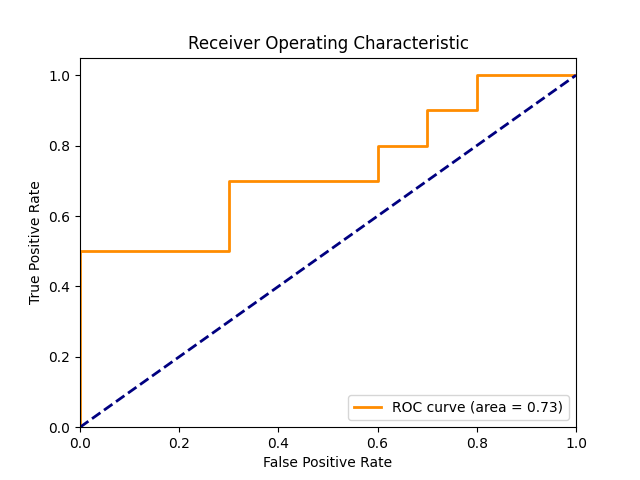 Receiver Operating Characteristic
1.0
0.8
0.6
0.4
0.2
0.0
True Positive Rate
ROC curve (area = 0.73)
0.0 0.2 0.4 0.6 0.8 1.0
False Positive Rate